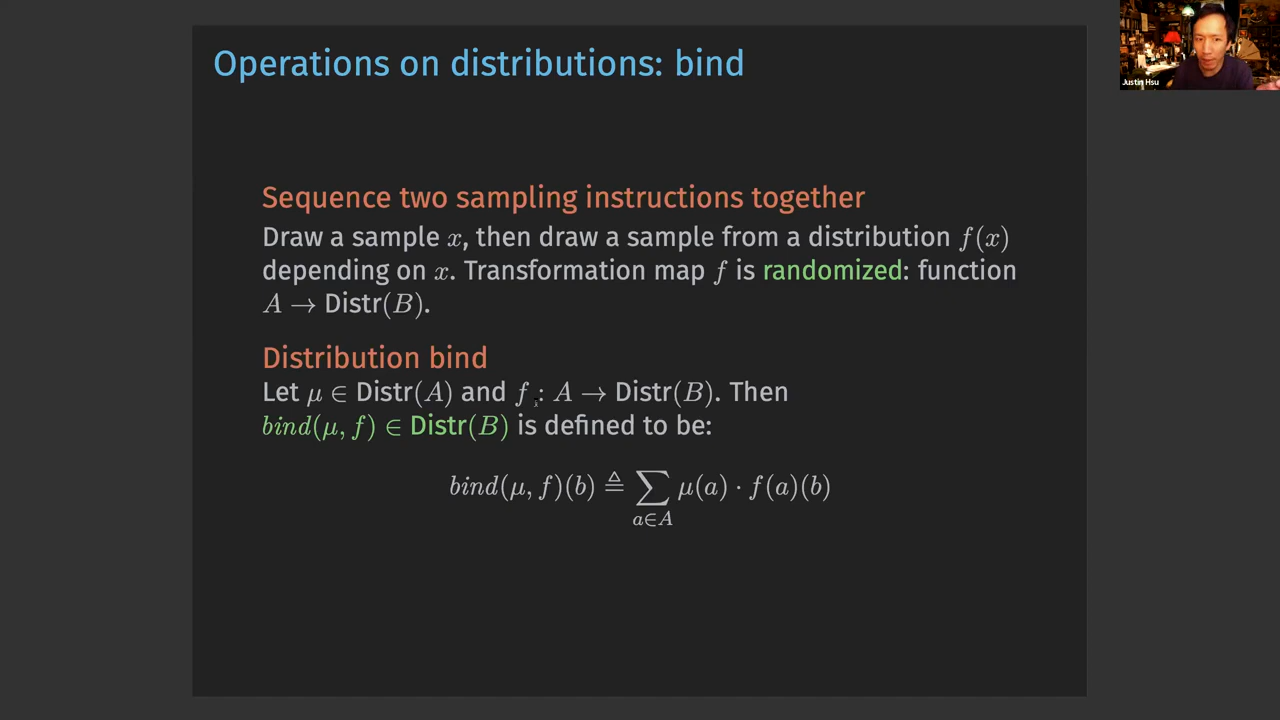 Operations on distributions: bind
Justin Hsu
Sequence two sampling instructions together
Draw a sample x, then draw a sample from a distribution f(x)
depending on x. Transformation map f is randomized: function
A → Distr(B).
Distribution bind
Let μ ∈ Distr(A) and f : A → Distr(B). Then
bind(μ, f) ∈ Distr(B) is defined to be:
bind(μ, f)(b) ≜ ∑ μ(a) · f(a)(b)
a∈A